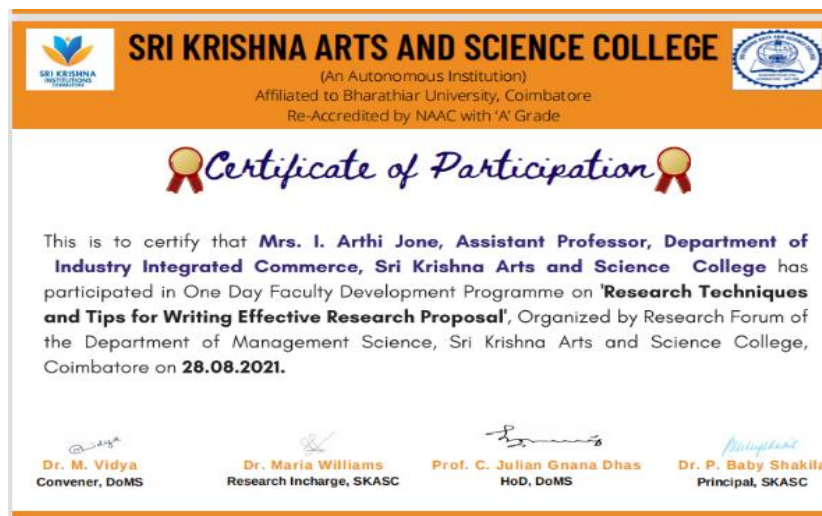 SRI KRISHNA
INSTITUTIONS
COIMBATORE
SRI KRISHNA ARTS AND SCIENCE COLLEGE
(An Autonomous Institution)
Affiliated to Bharathiar University, Coimbatore
Re-Accredited by NAAC with 'A' Grade
Certificate of Participation
This is to certify that Mrs. I. Arthi Jone, Assistant Professor, Department of
Industry Integrated Commerce, Sri Krishna Arts and Science College has
participated in One Day Faculty Development Programme on 'Research Techniques
and Tips for Writing Effective Research Proposal', Organized by Research Forum of
the Department of Management Science, Sri Krishna Arts and Science College,
Coimbatore on 28.08.2021.
Dr. M. Vidya Dr. Maria Williams Prof. C. Julian Gnana Dhas Dr. P. Baby Shakila
Convener, DoMS Research Incharge, SKASC HoD, DoMS Principal, SKASC